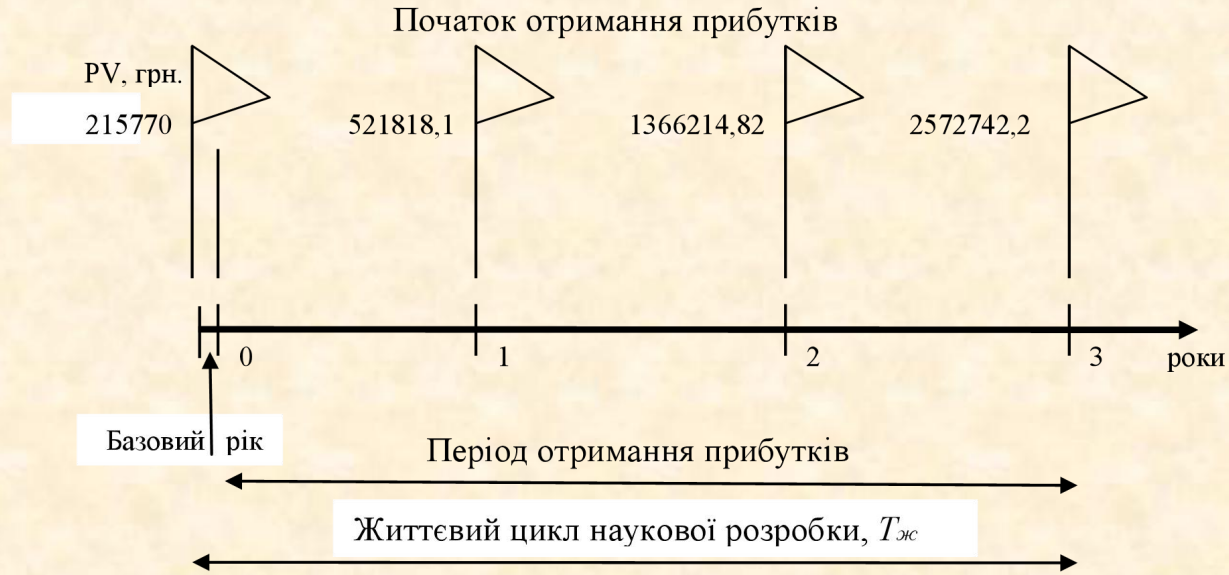 Початок отримання прибутків
PV, грн.
215770
521818,1
1366214,82
2572742,2
0
1
2
3
роки
Базовий рік
Період отримання прибутків
Життєвий цикл наукової розробки, Tж